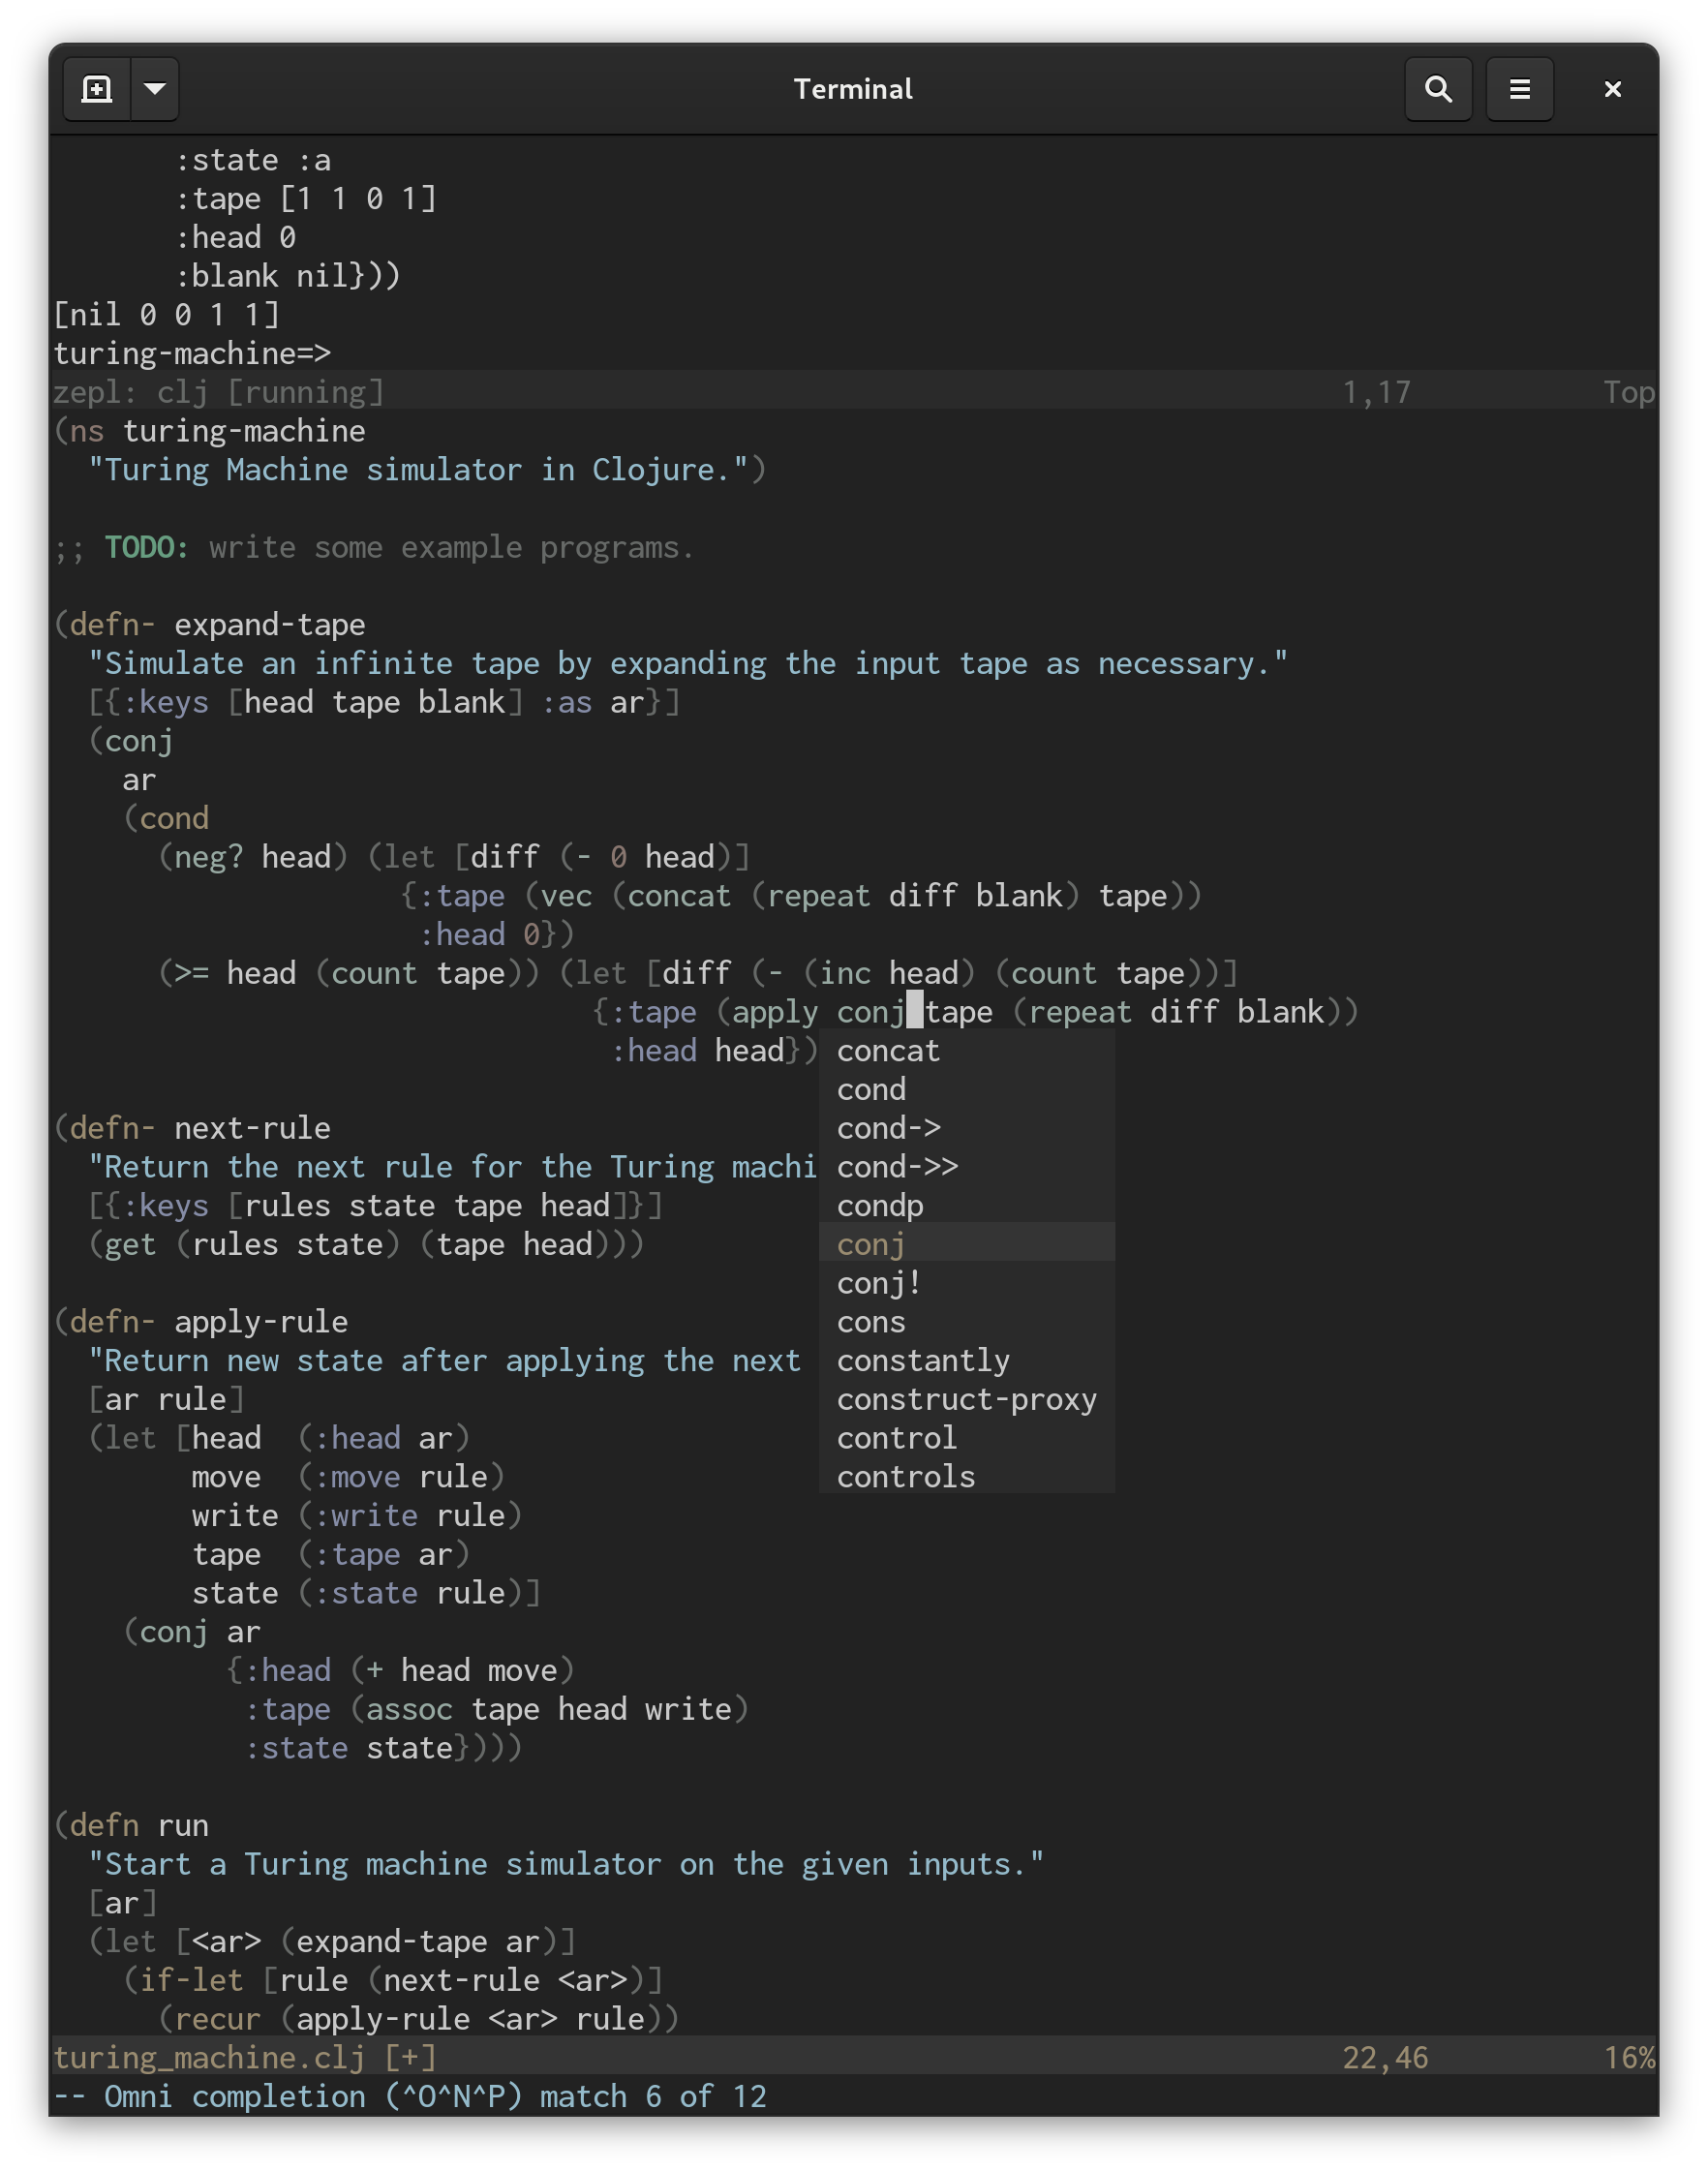 Terminal
       :state :a
       :tape [1 1 0 1]
       :head 0
       :blank nil}))
[nil 0 0 1 1]
turing-machine=>
zepl: clj [running] 1,17 Top
(ns turing-machine
  "Turing Machine simulator in Clojure.")
;; TODO: write some example programs.
(defn- expand-tape
  "Simulate an infinite tape by expanding the input tape as necessary."
  [{:keys [head tape blank] :as ar}]
  (conj
    ar
    (cond
      (neg? head) (let [diff (- 0 head)]
                    {:tape (vec (concat (repeat diff blank) tape))
                     :head 0})
      (>= head (count tape)) (let [diff (- (inc head) (count tape))]
                               {:tape (apply conj tape (repeat diff blank))
                                :head head})
concat
cond
cond->
cond->>
condp
conj
conj!
cons
constantly
construct-proxy
control
controls
(defn- next-rule
  "Return the next rule for the Turing machi
  [{:keys [rules state tape head]}]
  (get (rules state) (tape head)))
(defn- apply-rule
  "Return new state after applying the next
  [ar rule]
  (let [head  (:head ar)
        move  (:move rule)
        write (:write rule)
        tape  (:tape ar)
        state (:state rule)]
    (conj ar
          {:head (+ head move)
           :tape (assoc tape head write)
           :state state})))
(defn run
  "Start a Turing machine simulator on the given inputs."
  [ar]
  (let [<ar> (expand-tape ar)]
    (if-let [rule (next-rule <ar>)]
      (recur (apply-rule <ar> rule))
turing_machine.clj [+] 22,46 16%
-- Omni completion (^O^N^P) match 6 of 12